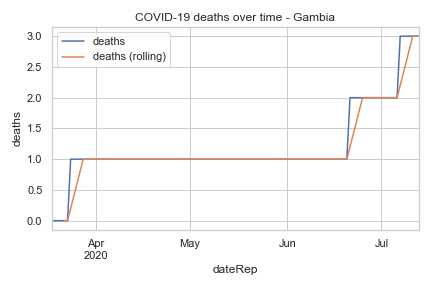 COVID-19 deaths over time - Gambia
deaths
deaths (rolling)
3.0
2.5
2.0
1.5
1.0
0.5
0.0
deaths
Apr
2020
May
Jun
Jul
dateRep